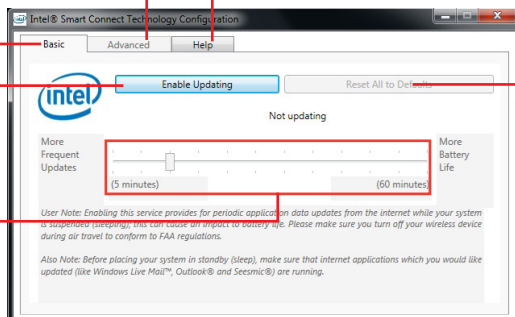 Intel® Smart Connect Technology Configuration
Basic Advanced Help
intel
Enable Updating Reset All to Defaults
Not updating
More
Frequent
Updates
More
Battery
Life
(5 minutes) (60 minutes)
User Note: Enabling this service provides for periodic application data updates from the internet while your system
is suspended (sleeping); this can cause an impact to battery life. Please make sure you turn off your wireless device
during air travel to conform to FAA regulations.
Also Note: Before placing your system in standby (sleep), make sure that internet applications which you would like
updated (like Windows Live Mail™, Outlook® and Seesmic®) are running.